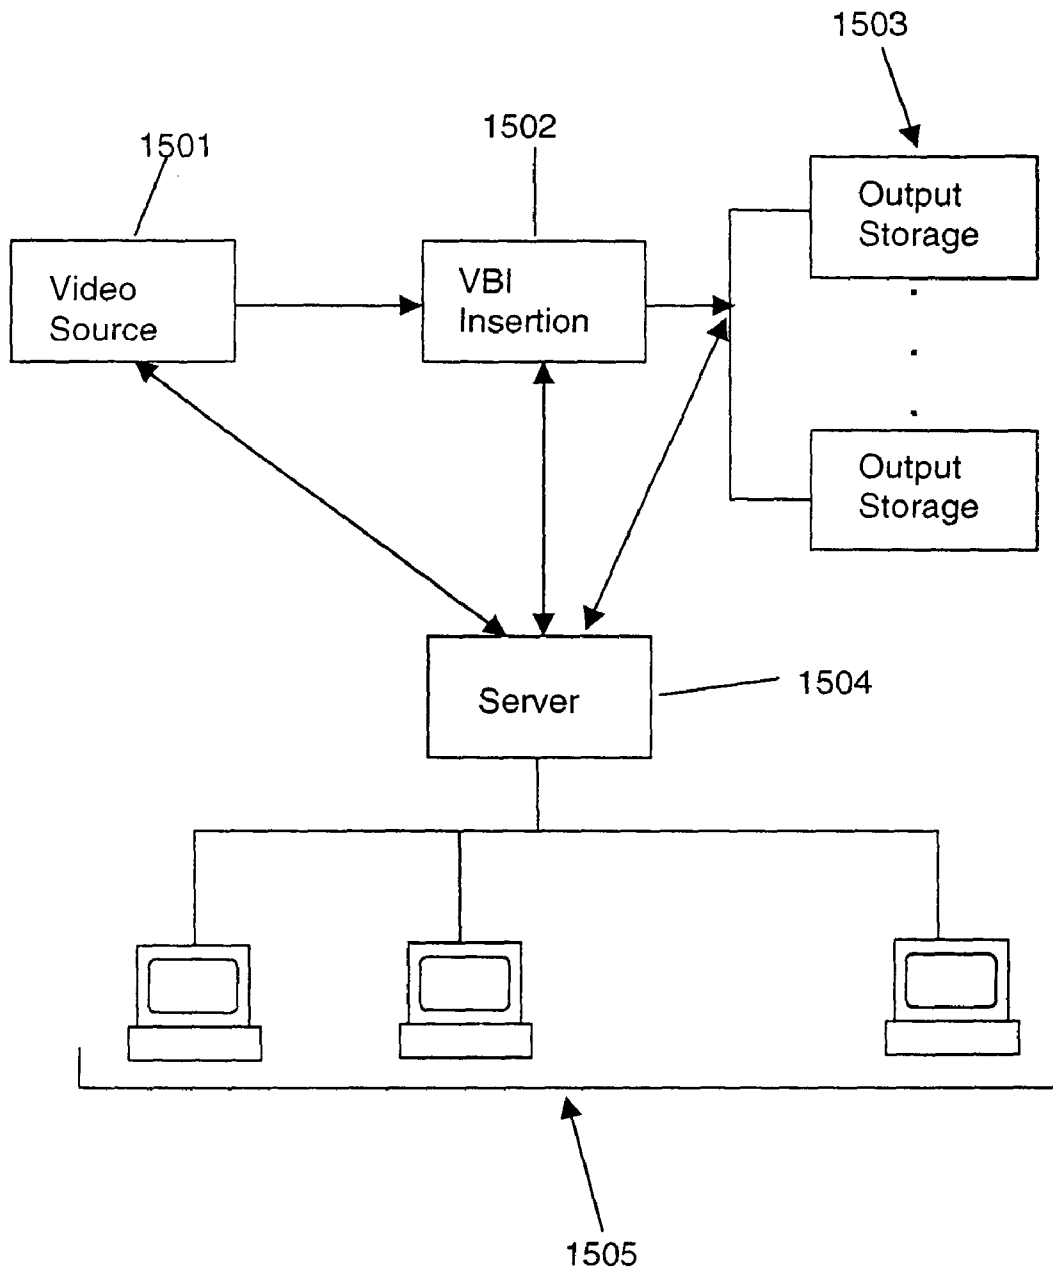 1503
1501
1502
Output
Storage
Video
Source
VBI
Insertion
Output
Storage
Server
1504
1505